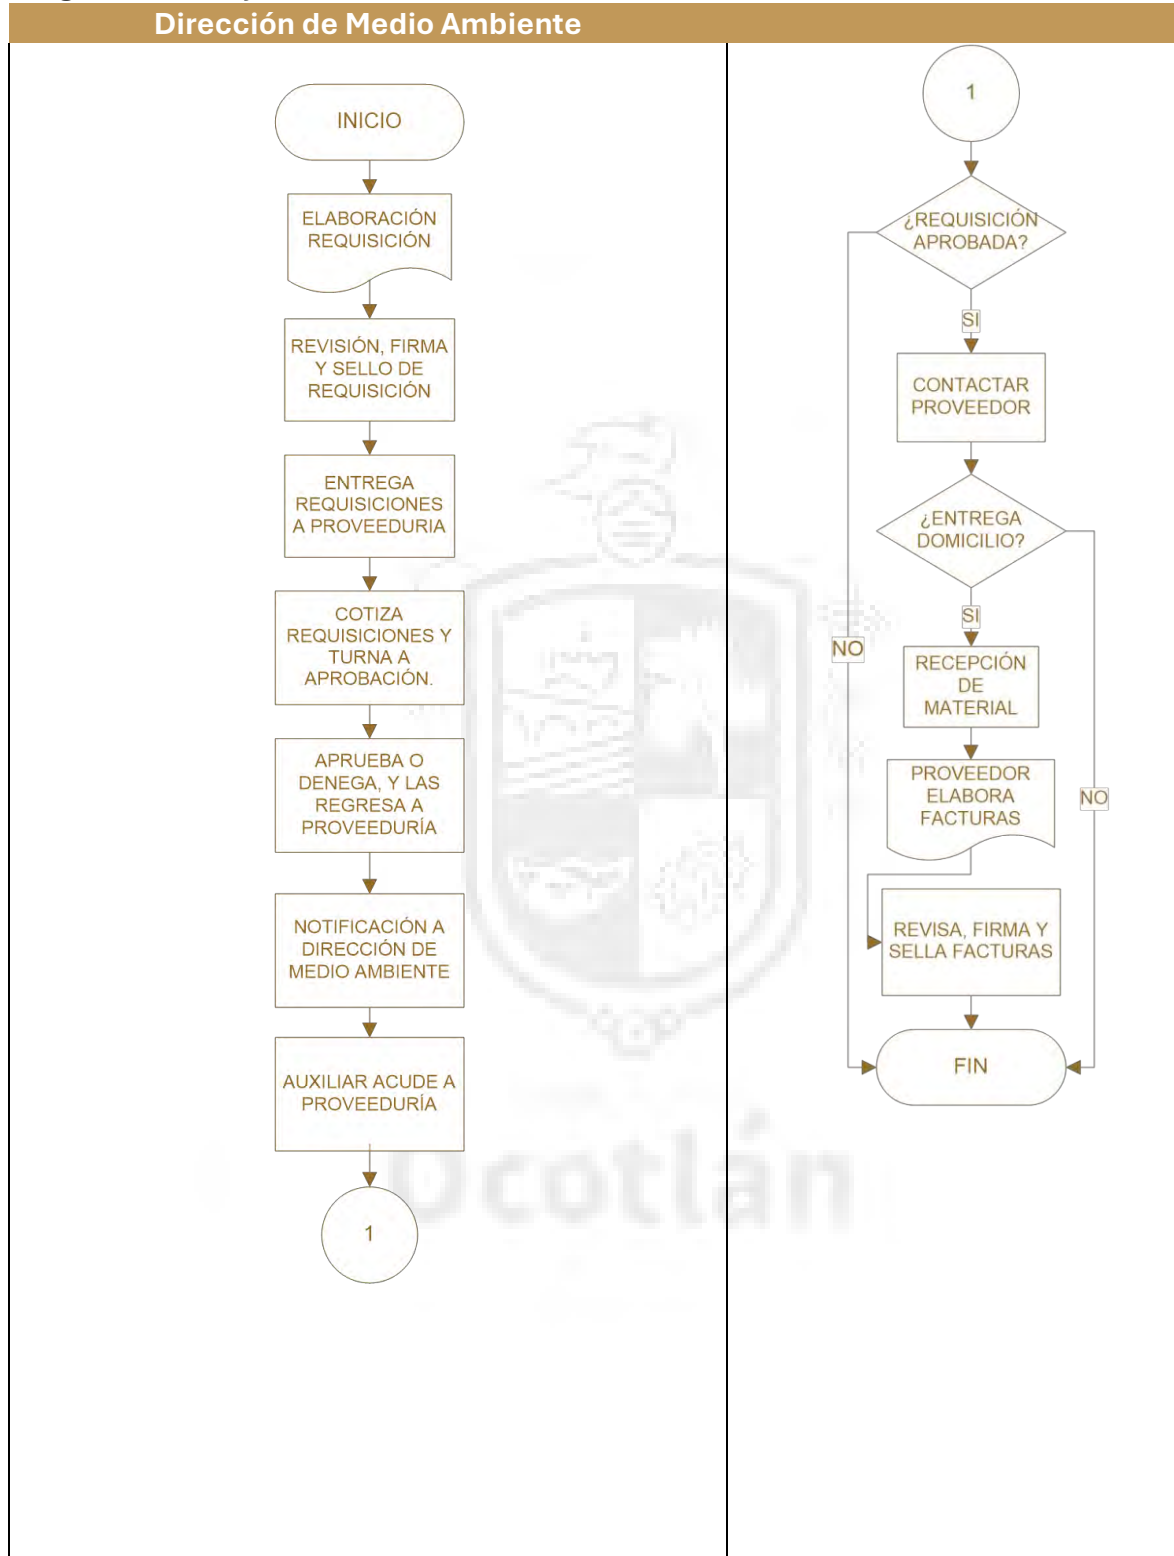 Dirección de Medio Ambiente
INICIO
ELABORACIÓN
REQUISICIÓN
REVISIÓN, FIRMA
Y SELLO DE
REQUISICIÓN
ENTREGA
REQUISICIONES
A PROVEEDURIA
COTIZA
REQUISICIONES Y
TURNA A
APROBACIÓN.
APRUEBA O
DENEGA, Y LAS
REGRESA A
PROVEEDURÍA
NOTIFICACIÓN A
DIRECCIÓN DE
MEDIO AMBIENTE
AUXILIAR ACUDE A
PROVEEDURÍA
1
1
¿REQUISICIÓN
APROBADA?
SI
CONTACTAR
PROVEEDOR
¿ENTREGA
DOMICILIO?
SI
NO
RECEPCIÓN
DE
MATERIAL
PROVEEDOR
ELABORA
FACTURAS
NO
REVISA, FIRMA Y
SELLA FACTURAS
FIN
Ocotlán